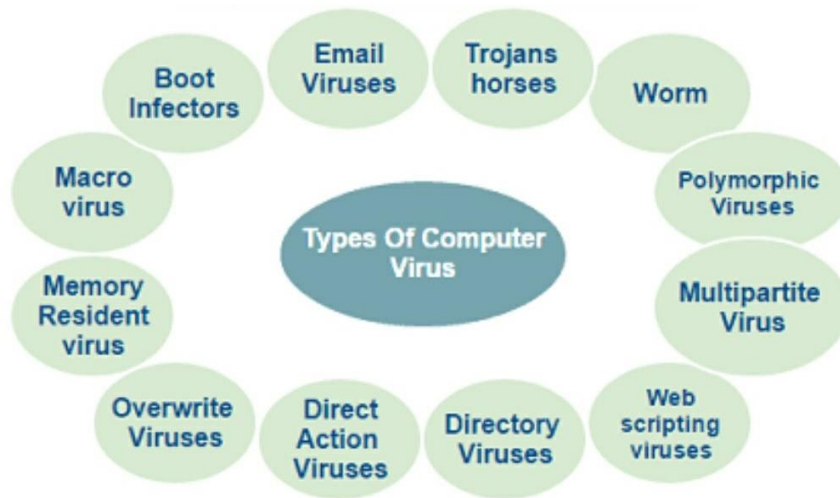 Types Of Computer
Virus
Email
Viruses
Trojans
horses
Worm
Polymorphic
Viruses
Multipartite
Virus
Web
scripting
viruses
Directory
Viruses
Direct
Action
Viruses
Overwrite
Viruses
Memory
Resident
virus
Macro
virus
Boot
Infectors